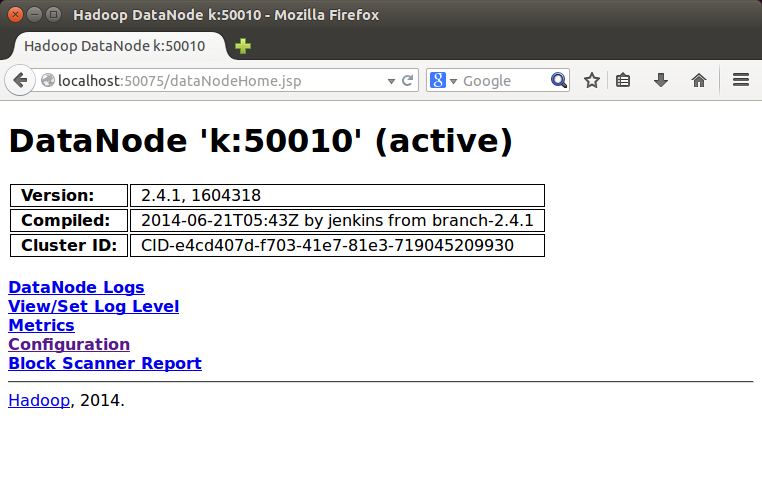 Hadoop DataNode k:50010 - Mozilla Firefox
Hadoop DataNode k:50010
localhost:50075/dataNodeHome.jsp
Google
DataNode 'k:50010' (active)
Version: 2.4.1, 1604318
Compiled: 2014-06-21T05:43Z by jenkins from branch-2.4.1
Cluster ID: CID-e4cd407d-f703-41e7-81e3-719045209930
DataNode Logs
View/Set Log Level
Metrics
Configuration
Block Scanner Report
Hadoop, 2014.